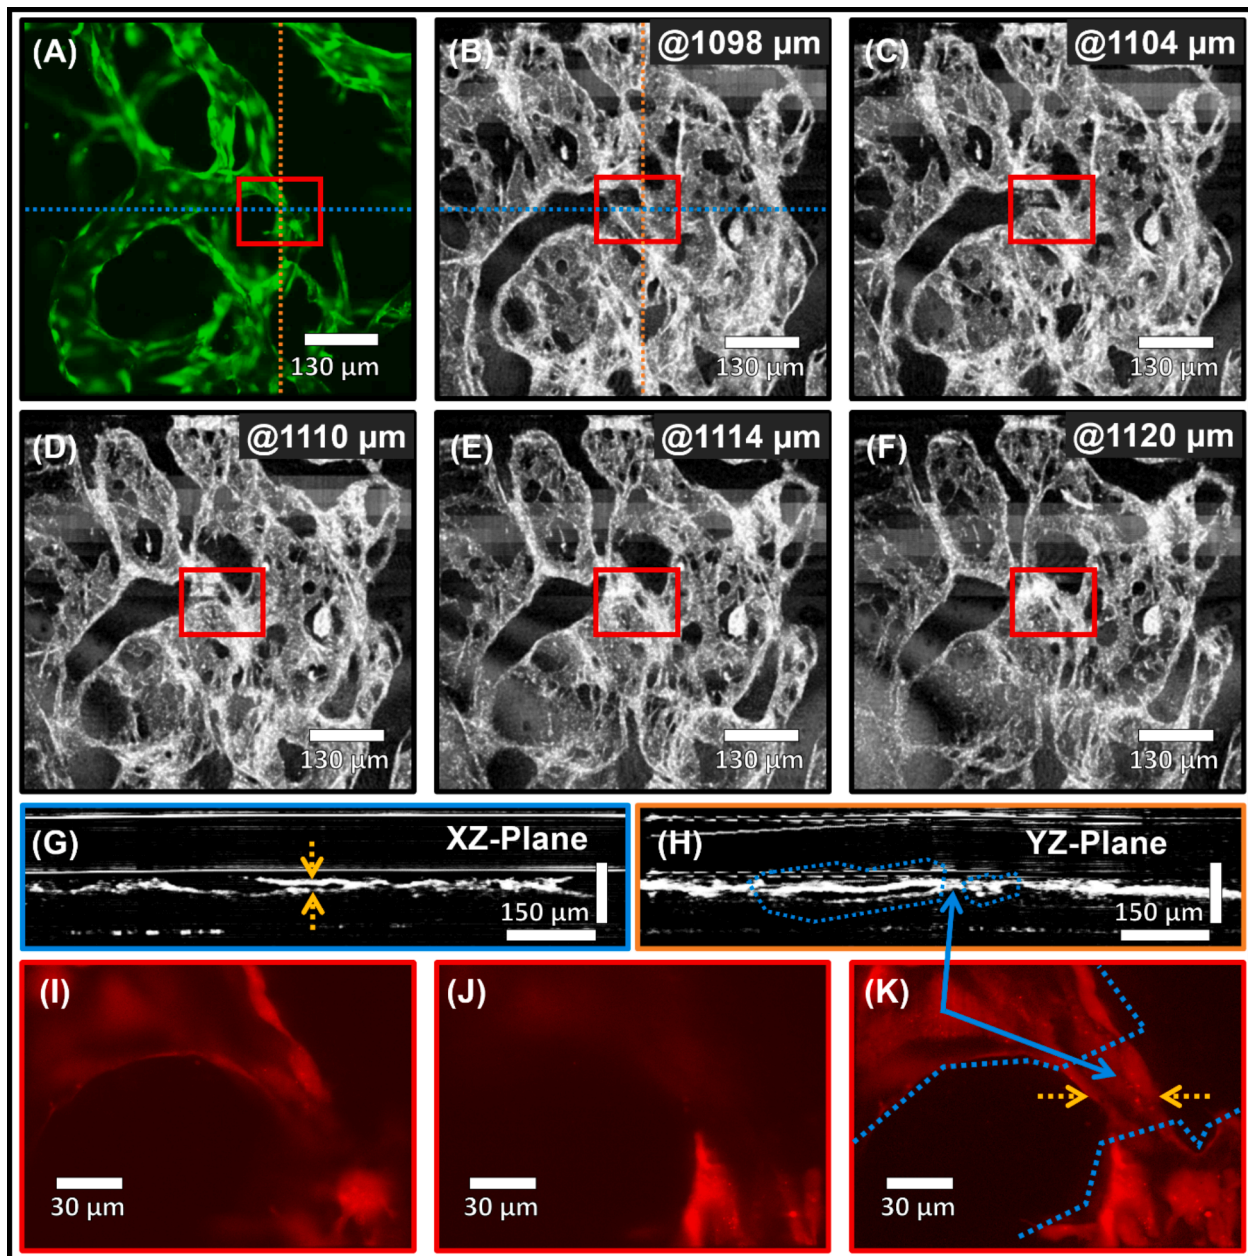 (A)
130 μm
(B)
@1098 μm
130 μm
(C)
@1104 μm
130 μm
(D)
@1110 μm
130 μm
(E)
@1114 μm
130 μm
(F)
@1120 μm
130 μm
(G)
XZ-Plane
150 μm
(H)
YZ-Plane
150 μm
(I)
30 μm
(J)
30 μm
(K)
30 μm